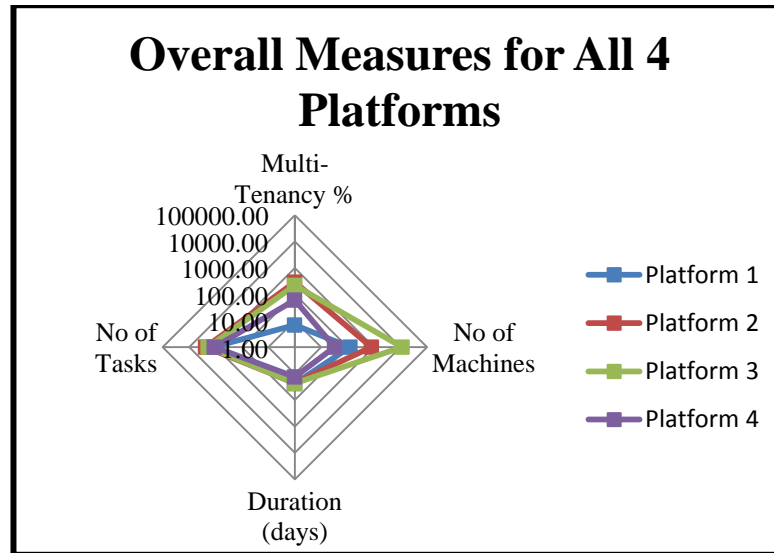 Overall Measures for All 4
Platforms
Multi-
Tenancy %
100000.00
10000.00
1000.00
100.00
10.00
1.00
No of
Tasks
No of
Machines
Duration
(days)
Platform 1
Platform 2
Platform 3
Platform 4